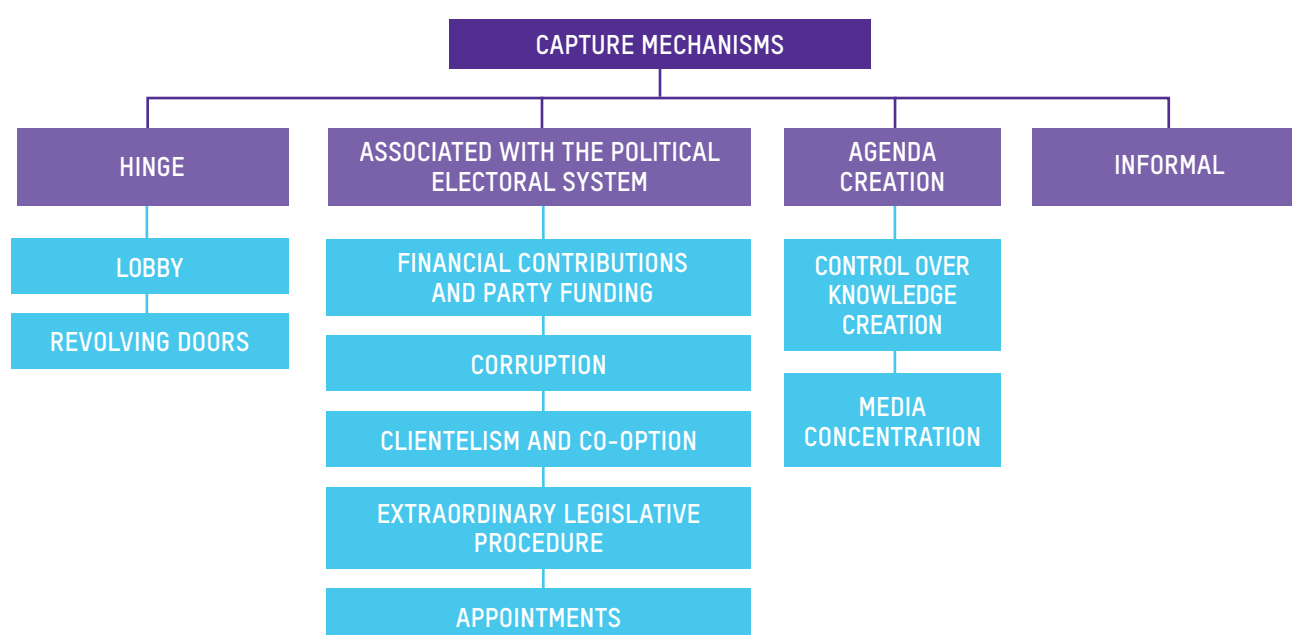 CAPTURE MECHANISMS
HINGE
ASSOCIATED WITH THE POLITICAL
ELECTORAL SYSTEM
AGENDA
CREATION
INFORMAL
LOBBY
REVOLVING DOORS
FINANCIAL CONTRIBUTIONS
AND PARTY FUNDING
CORRUPTION
CLIENTELISM AND CO-OPTION
EXTRAORDINARY LEGISLATIVE
PROCEDURE
APPOINTMENTS
CONTROL OVER
KNOWLEDGE
CREATION
MEDIA
CONCENTRATION